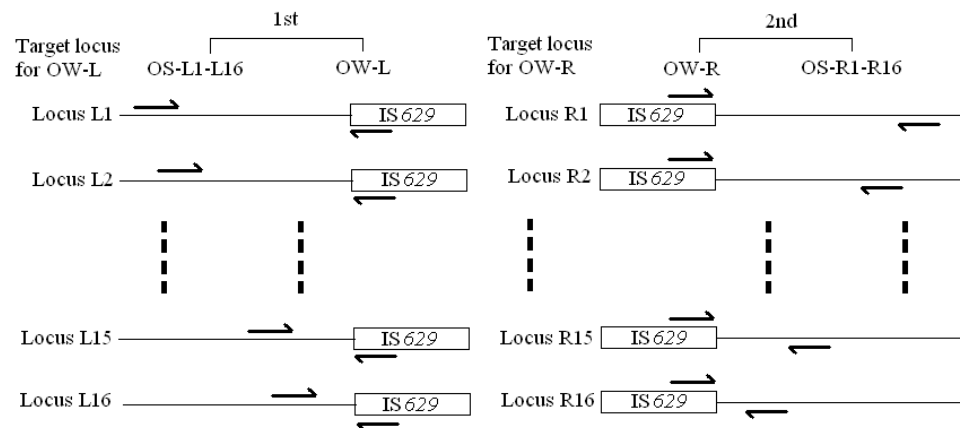 1st
Target locus
for OW-L
OS-L1-L16
OW-L
Locus L1
IS629
Locus L2
IS629
Locus L15
IS629
Locus L16
IS629
2nd
Target locus
for OW-R
OW-R
OS-R1-R16
Locus R1
IS629
Locus R2
IS629
Locus R15
IS629
Locus R16
IS629